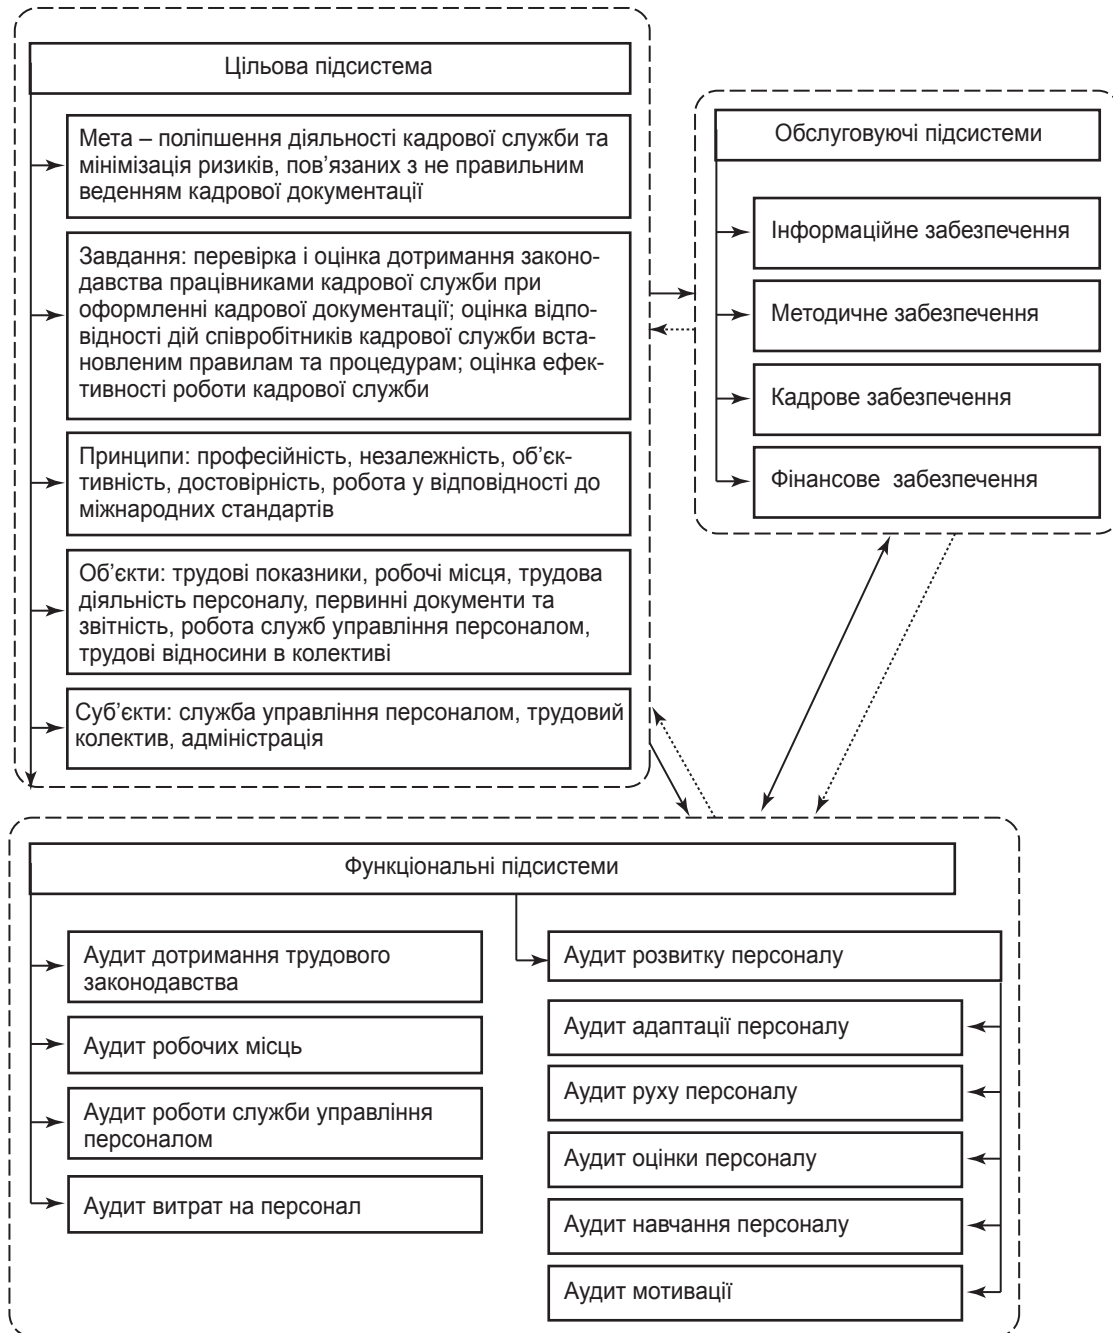 Цільова підсистема
Мета – поліпшення діяльності кадрової служби та
мінімізація ризиків, пов’язаних з не правильним
веденням кадрової документації
Завдання: перевірка і оцінка дотримання законо-
давства працівниками кадрової служби при
оформленні кадрової документації; оцінка відпо-
відності дій співробітників кадрової служби вста-
новленим правилам та процедурам; оцінка ефек-
тивності роботи кадрової служби
Принципи: професійність, незалежність, об’єк-
тивність, достовірність, робота у відповідності до
міжнародних стандартів
Об’єкти: трудові показники, робочі місця, трудова
діяльність персоналу, первинні документи та
звітність, робота служб управління персоналом,
трудові відносини в колективі
Суб’єкти: служба управління персоналом, трудовий
колектив, адміністрація
Обслуговуючі підсистеми
Інформаційне забезпечення
Методичне забезпечення
Кадрове забезпечення
Фінансове забезпечення
Функціональні підсистеми
Аудит дотримання трудового
законодавства
Аудит робочих місць
Аудит роботи служби управління
персоналом
Аудит витрат на персонал
Аудит розвитку персоналу
Аудит адаптації персоналу
Аудит руху персоналу
Аудит оцінки персоналу
Аудит навчання персоналу
Аудит мотивації